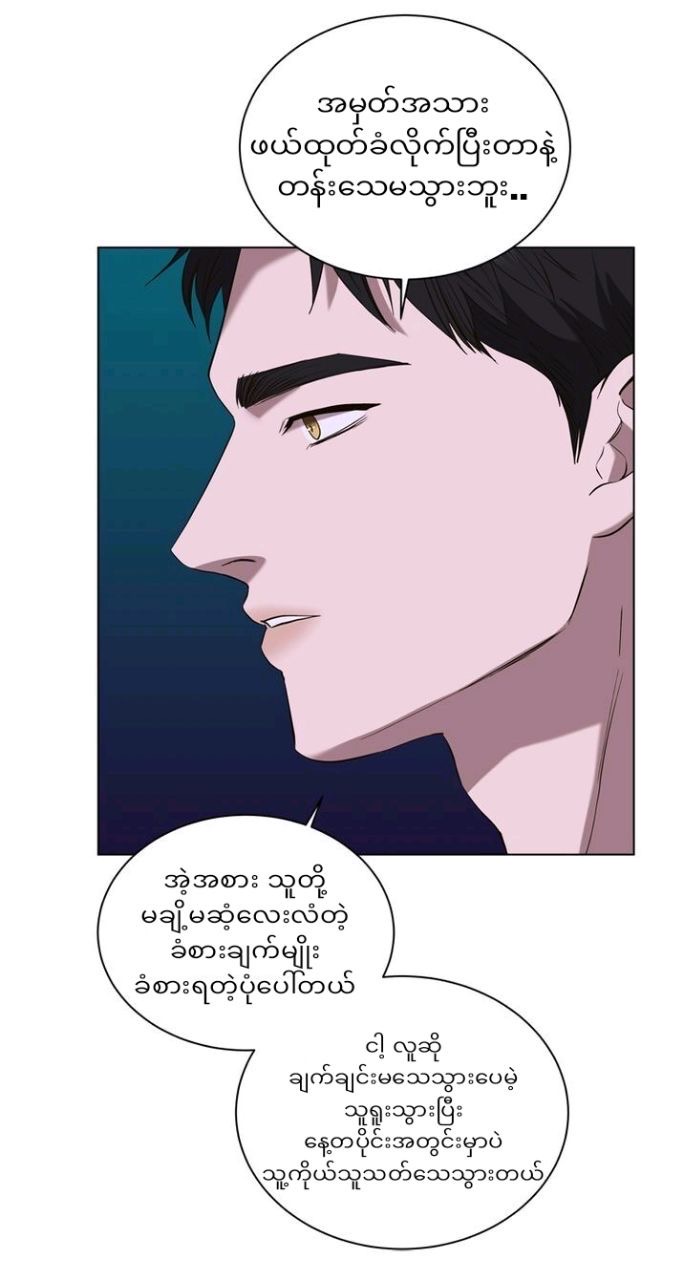 အမှတ်အသား
ဖယ်ထုတ်ခံလိုက်ပြီးတာနဲ့
တန်းသေမသွားဘူး..
အဲ့အစား သူတို့
မချိမဆံ့လေးလံတဲ့
ခံစားချက်မျိုး
ခံစားရတဲ့ပုံပေါ်တယ်
ငါ့ လူဆို
ချက်ချင်းမသေသွားပေမဲ့
သူရူးသွားပြီး
နေ့တပိုင်းအတွင်းမှာပဲ
သူ့ကိုယ်သူသတ်သေသွားတယ်